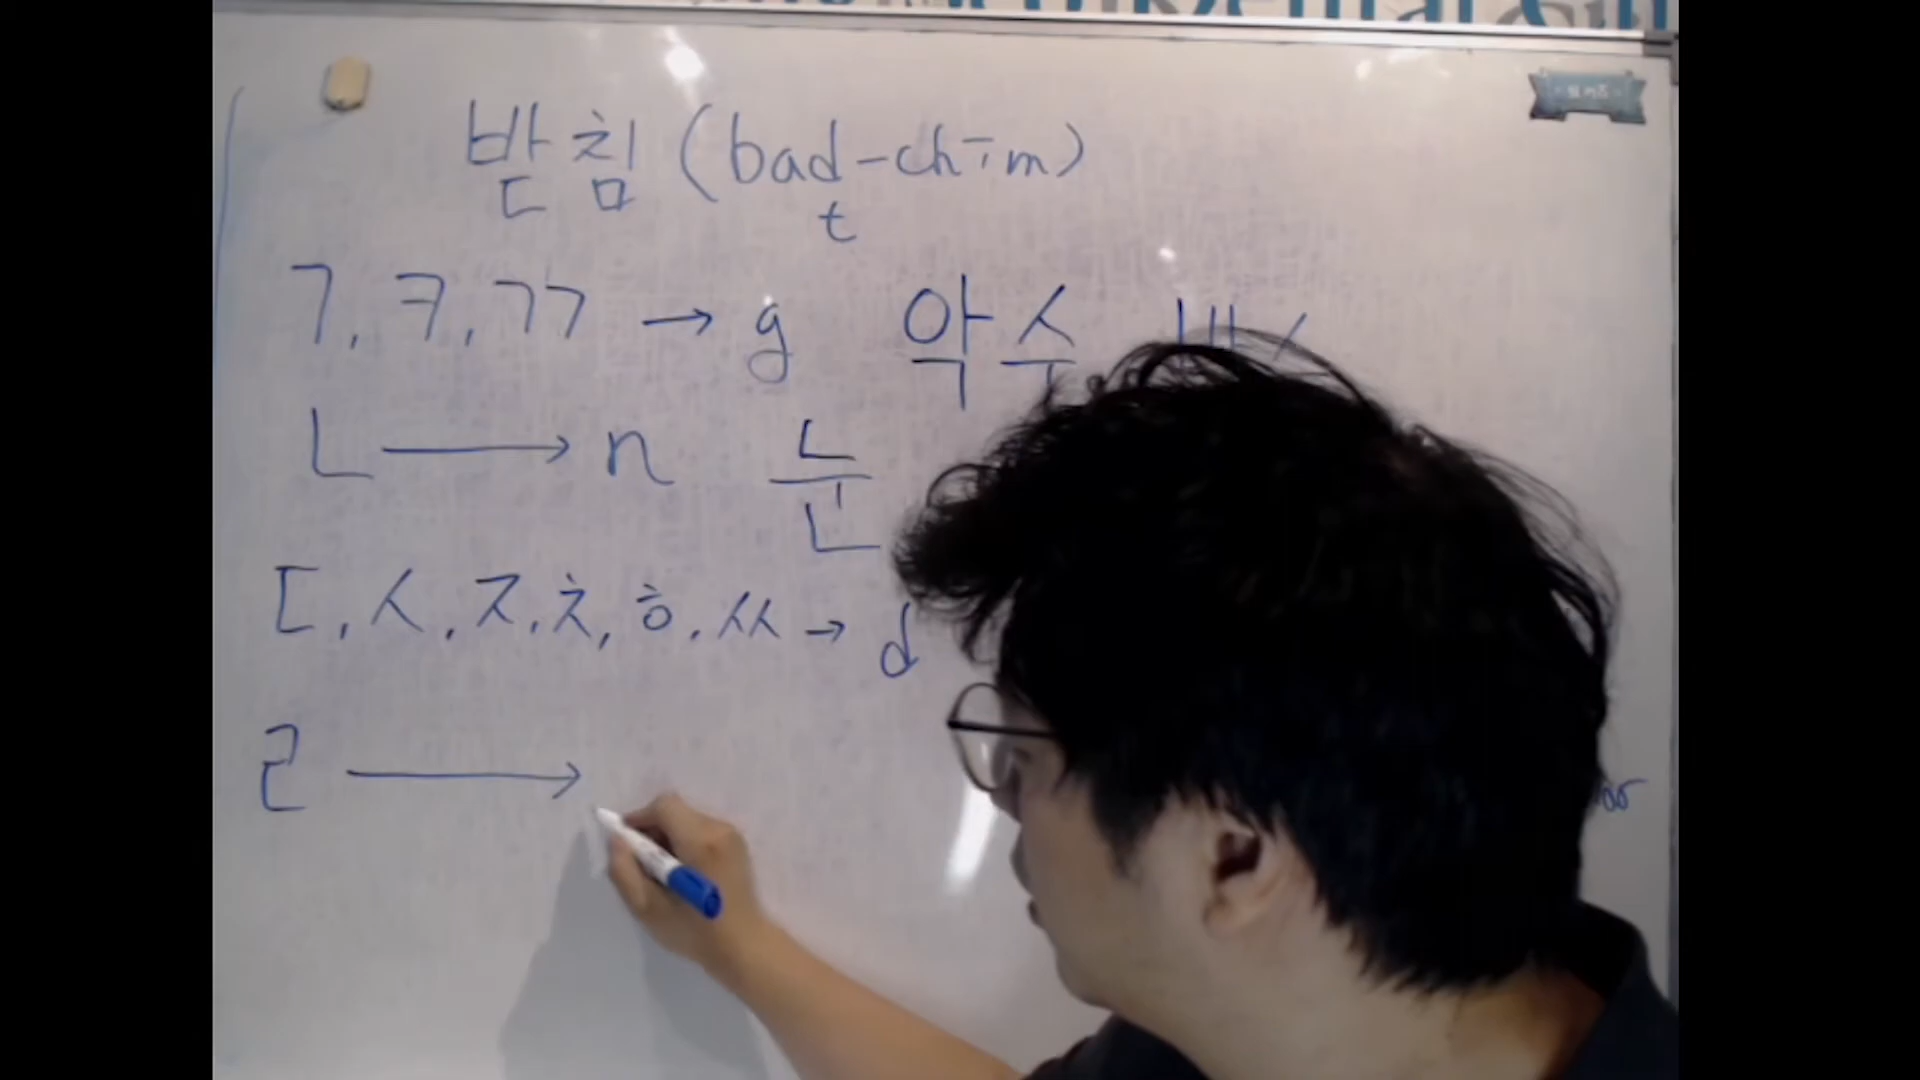 받침 (bad-chim)
t
ㄱ, ㅋ, ㄲ → g 악수
ㄴ → n 눈
ㄷ, ㅅ, ㅈ, ㅊ, ㅎ, ㅆ → d
ㄹ →